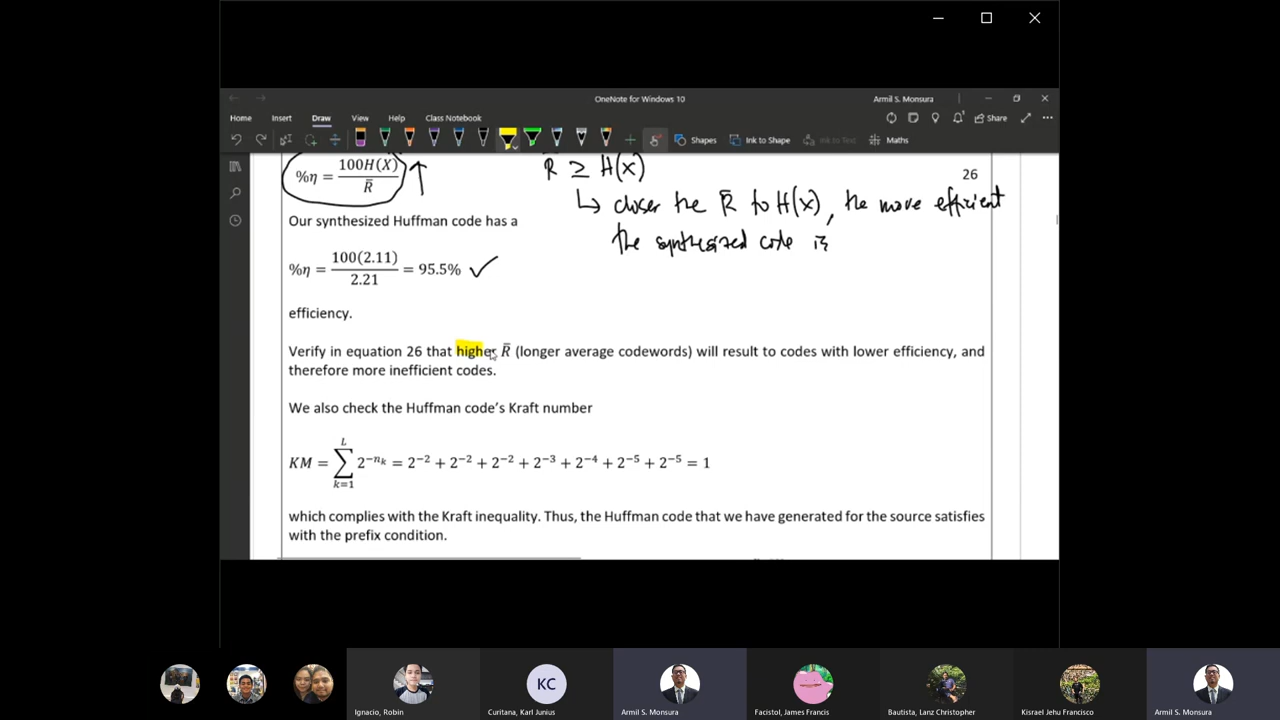 OneNote for Windows 10
Armil S. Monsura
Home Insert Draw View Help Class Notebook
Share
Shapes Ink to Shape Ink to Text Maths
%η = 100H(X) / R̄
R ≥ H(x)
26
↳ closer the R̄ to H(x), the more efficient
the synthesized code is
Our synthesized Huffman code has a
%η = 100(2.11) / 2.21 = 95.5% ✓
efficiency.
Verify in equation 26 that higher R̄ (longer average codewords) will result to codes with lower efficiency, and
therefore more inefficient codes.
We also check the Huffman code's Kraft number
KM = ∑_{k=1}^{L} 2^{−n_k} = 2^{−2} + 2^{−2} + 2^{−2} + 2^{−3} + 2^{−4} + 2^{−5} + 2^{−5} = 1
which complies with the Kraft inequality. Thus, the Huffman code that we have generated for the source satisfies
with the prefix condition.
KC
Ignacio, Robin
Curitana, Karl Junius
Armil S. Monsura
Facistol, James Francis
Bautista, Lanz Christopher
Kisrael Jehu Francisco
Armil S. Monsura